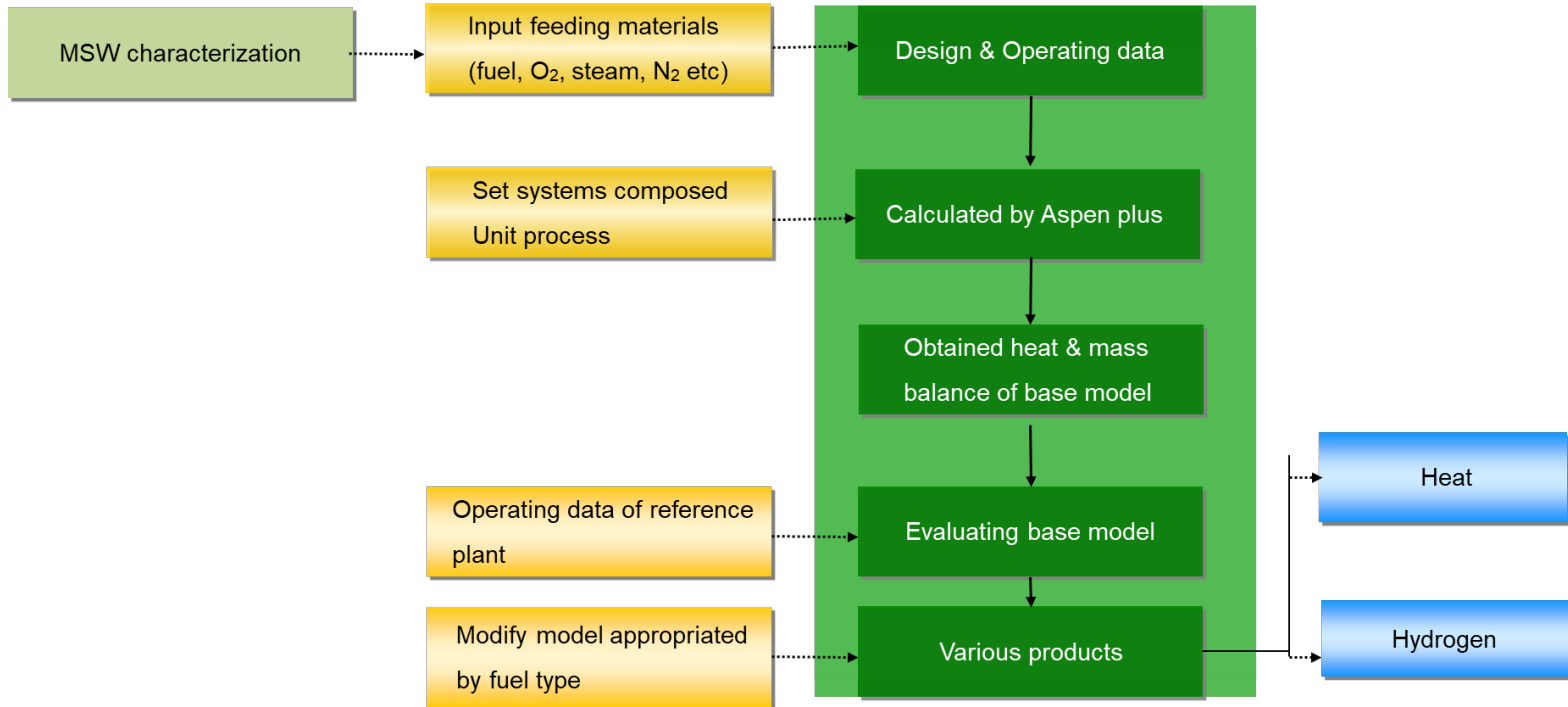 MSW characterization
Input feeding materials
(fuel, O₂, steam, N₂ etc)
Design & Operating data
Set systems composed
Unit process
Calculated by Aspen plus
Obtained heat & mass
balance of base model
Operating data of reference
plant
Evaluating base model
Heat
Modify model appropriated
by fuel type
Various products
Hydrogen